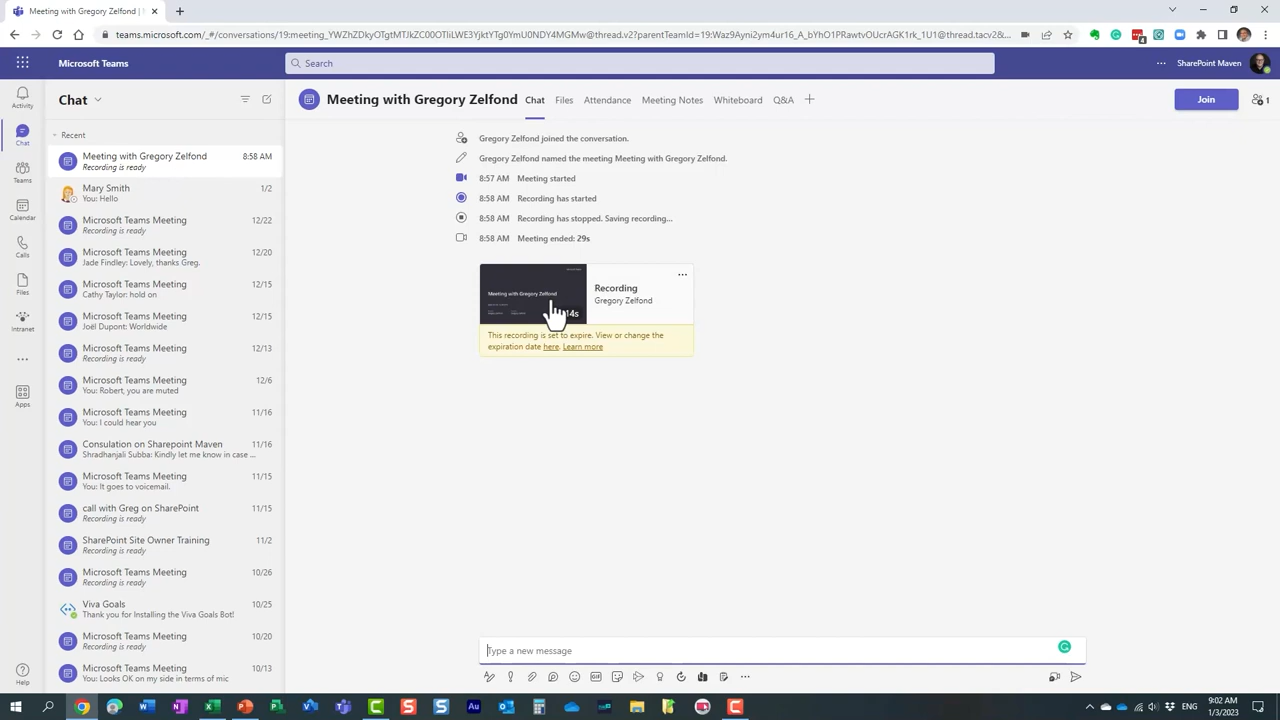 Meeting with Gregory Zelfond | M
teams.microsoft.com/_#/conversations/19:meeting_YWZhZDkyOTgtMTJkZC00OTliLWE3YjktYTg0YmU0NDY4MGMw@thread.v2?parentTeamId=19:Waz9Ayni2ym4ur16_A_bYhO1PRawtvOUcrAGK1rk_1U1@thread.tacv2...
Microsoft Teams
Search
SharePoint Maven
Activity
Chat
Teams
Calendar
Calls
Files
Intranet
Apps
Help
Chat
Recent
Meeting with Gregory Zelfond 8:58 AM
Recording is ready
Mary Smith 1/2
You: Hello
Microsoft Teams Meeting 12/22
Recording is ready
Microsoft Teams Meeting 12/20
Jade Findley: Lovely, thanks Greg.
Microsoft Teams Meeting 12/15
Cathy Taylor: hold on
Microsoft Teams Meeting 12/15
Joël Dupont: Worldwide
Microsoft Teams Meeting 12/13
Recording is ready
Microsoft Teams Meeting 12/6
You: Robert, you are muted
Microsoft Teams Meeting 11/16
You: I could hear you
Consulation on Sharepoint Maven 11/16
Shradhanjali Subba: Kindly let me know in case ...
Microsoft Teams Meeting 11/15
You: It goes to voicemail.
call with Greg on SharePoint 11/15
Recording is ready
SharePoint Site Owner Training 11/2
Recording is ready
Microsoft Teams Meeting 10/26
Recording is ready
Viva Goals 10/25
Thank you for Installing the Viva Goals Bot!
Microsoft Teams Meeting 10/20
Recording is ready
Microsoft Teams Meeting 10/13
You: Looks OK on my side in terms of mic
Meeting with Gregory Zelfond Chat Files Attendance Meeting Notes Whiteboard Q&A
Join
1
Gregory Zelfond joined the conversation.
Gregory Zelfond named the meeting Meeting with Gregory Zelfond.
8:57 AM Meeting started
8:58 AM Recording has started
8:58 AM Recording has stopped. Saving recording...
8:58 AM Meeting ended: 29s
Meeting with Gregory Zelfond
14s
Recording
Gregory Zelfond
This recording is set to expire. View or change the
expiration date here. Learn more
Type a new message
ENG
9:02 AM
1/3/2023